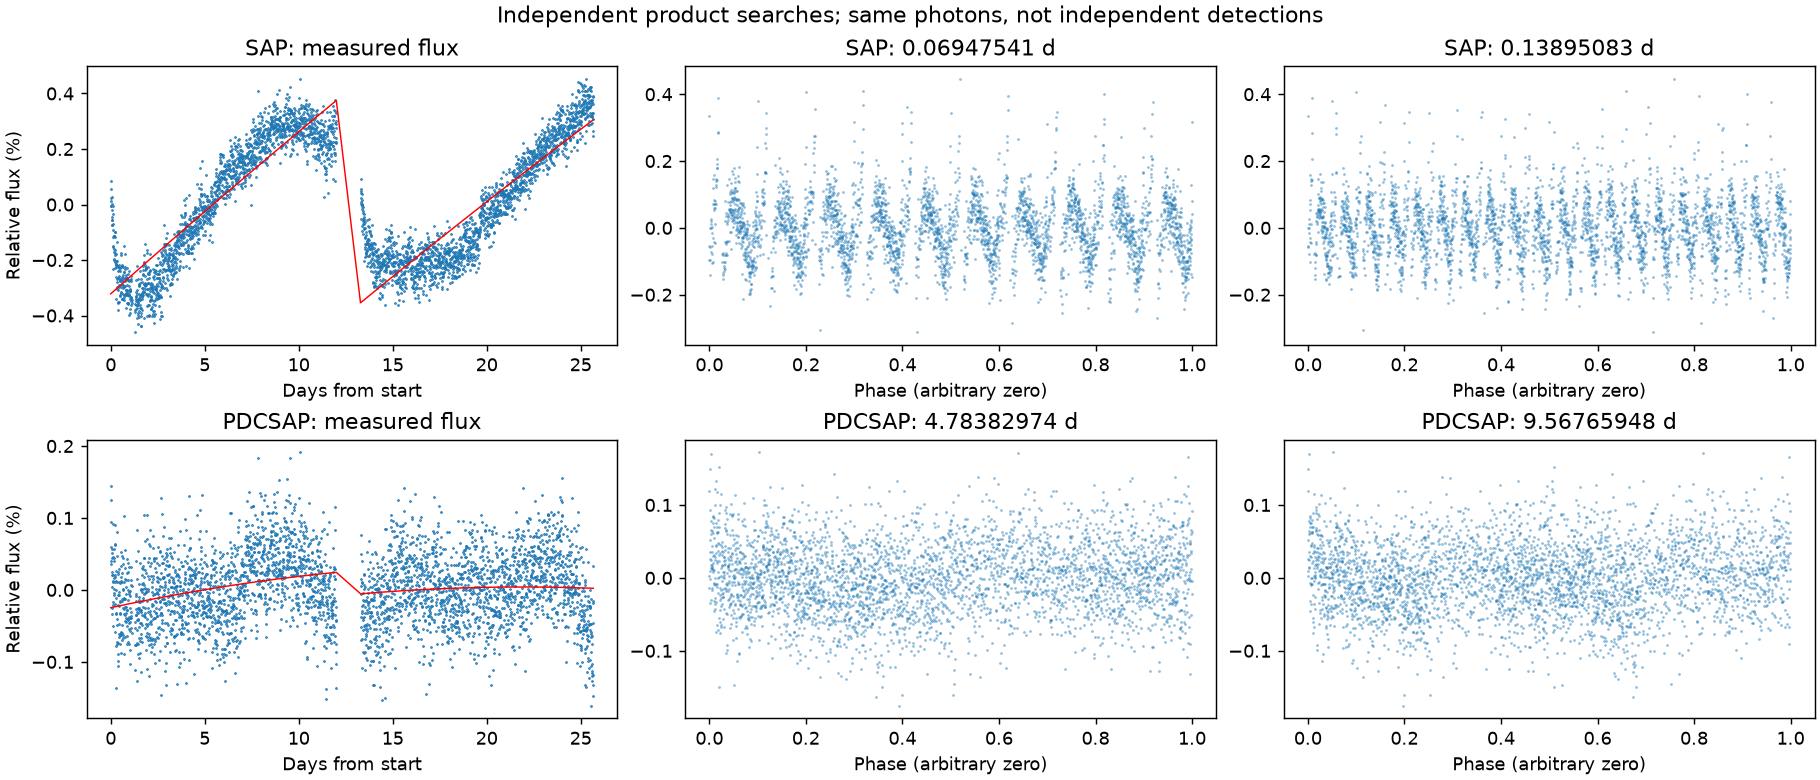 Independent product searches; same photons, not independent detections
SAP: measured flux
SAP: 0.06947541 d
SAP: 0.13895083 d
Relative flux (%)
0.4
0.2
0.0
−0.2
−0.4
0.4
0.2
0.0
−0.2
0.4
0.2
0.0
−0.2
0 5 10 15 20 25
0.0 0.2 0.4 0.6 0.8 1.0
0.0 0.2 0.4 0.6 0.8 1.0
Days from start
Phase (arbitrary zero)
Phase (arbitrary zero)
PDCSAP: measured flux
PDCSAP: 4.78382974 d
PDCSAP: 9.56765948 d
Relative flux (%)
0.2
0.1
0.0
−0.1
0.1
0.0
−0.1
0.1
0.0
−0.1
0 5 10 15 20 25
0.0 0.2 0.4 0.6 0.8 1.0
0.0 0.2 0.4 0.6 0.8 1.0
Days from start
Phase (arbitrary zero)
Phase (arbitrary zero)